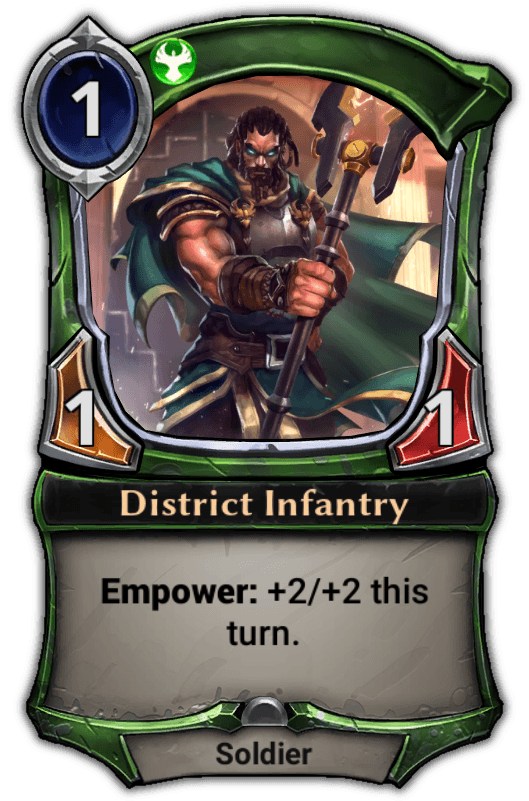 1
1
1
District Infantry
Empower: +2/+2 this
turn.
Soldier